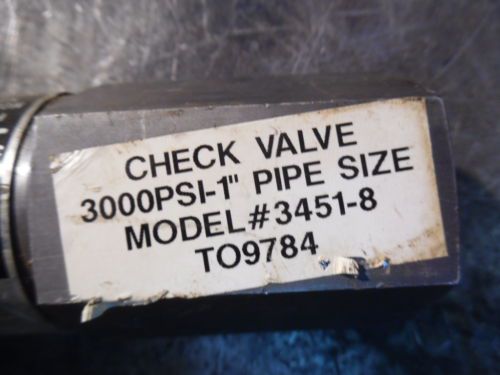 CHECK VALVE
3000PSI-1" PIPE SIZE
MODEL#3451-8
TO9784